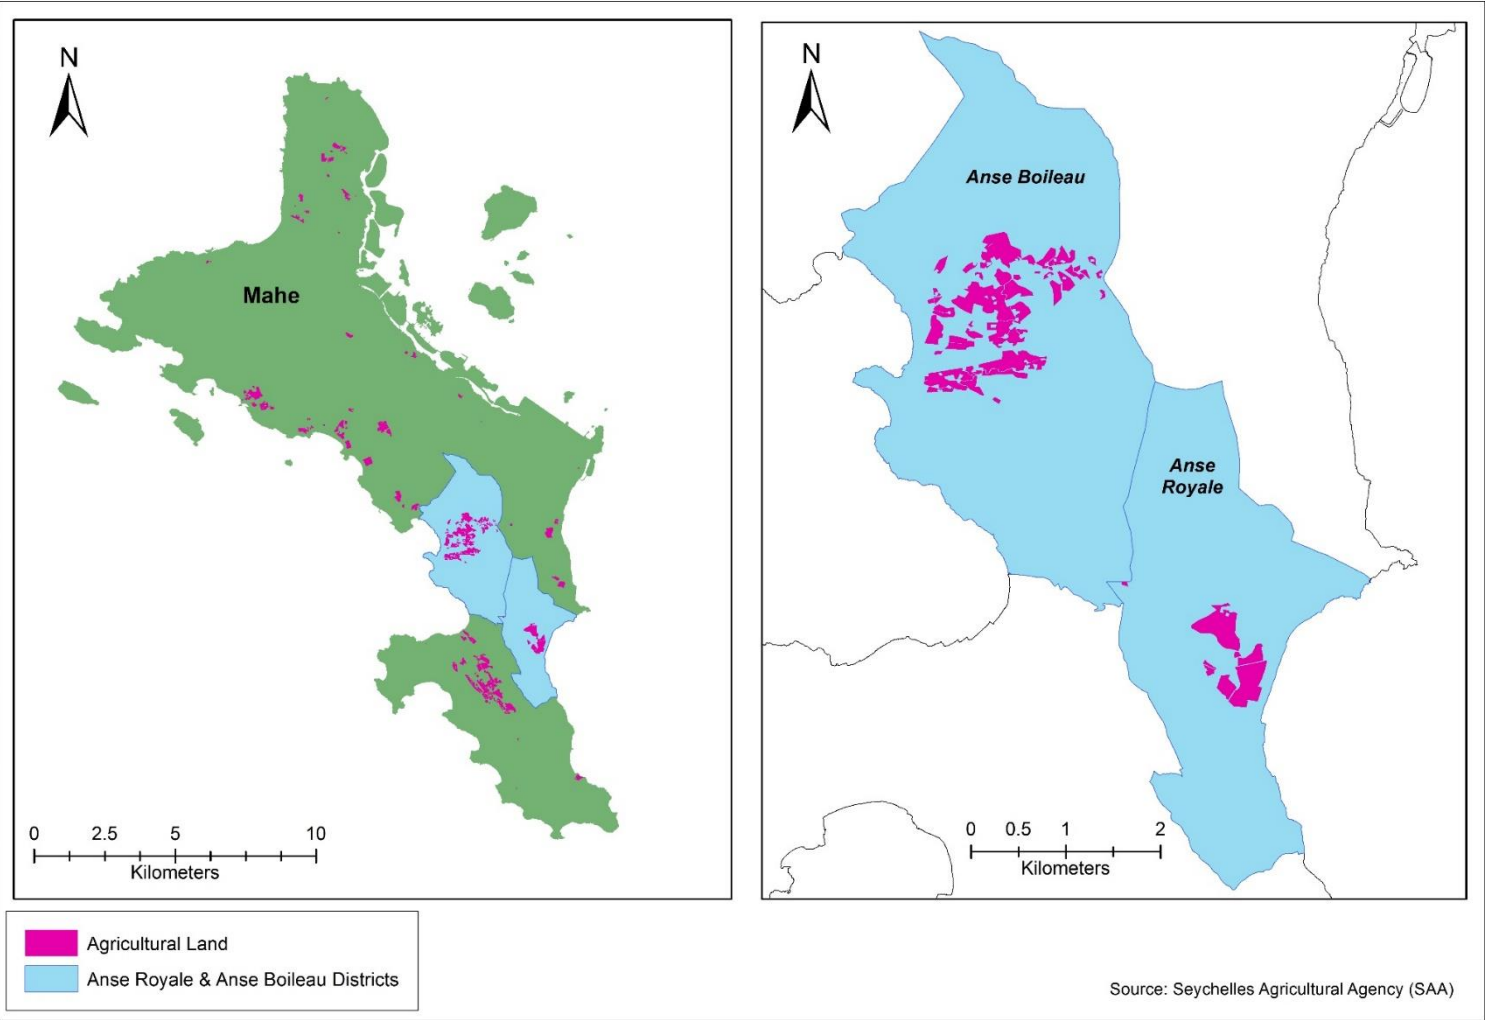 N
Mahe
0 2.5 5 10
Kilometers
N
Anse Boileau
Anse
Royale
0 0.5 1 2
Kilometers
Agricultural Land
Anse Royale & Anse Boileau Districts
Source: Seychelles Agricultural Agency (SAA)